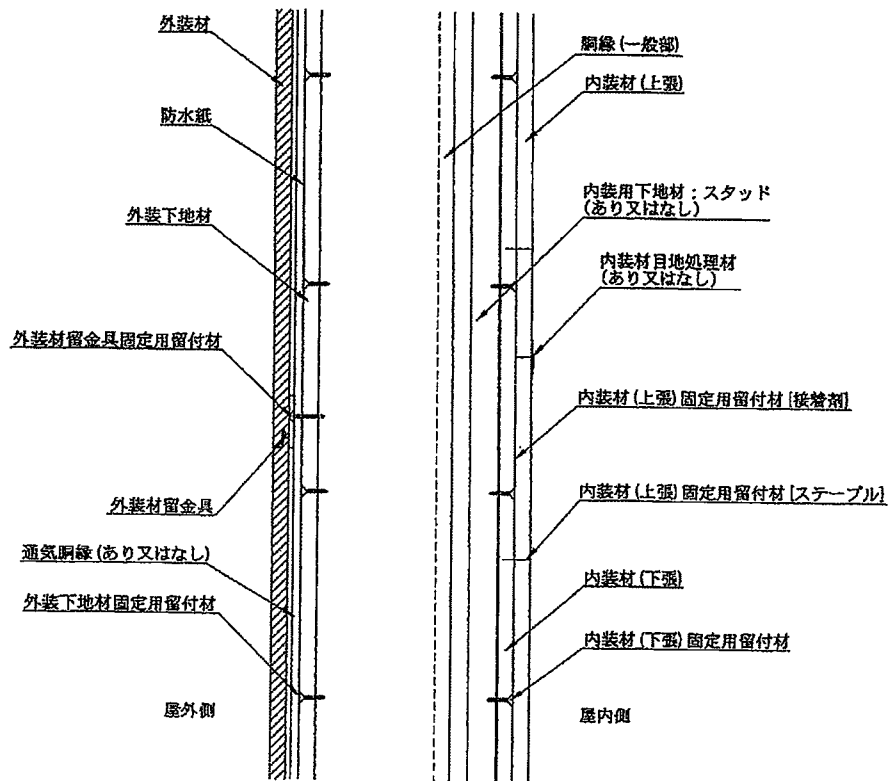 外装材
防水紙
外装下地材
外装材留金具固定用留付材
外装材留金具
通気胴縁(あり又はなし)
外装下地材固定用留付材
屋外側
胴縁(一般部)
内装材(上張)
内装用下地材：スタッド
(あり又はなし)
内装材目地処理材
(あり又はなし)
内装材(上張)固定用留付材[接着剤]
内装材(上張)固定用留付材[ステープル]
内装材(下張)
内装材(下張)固定用留付材
屋内側